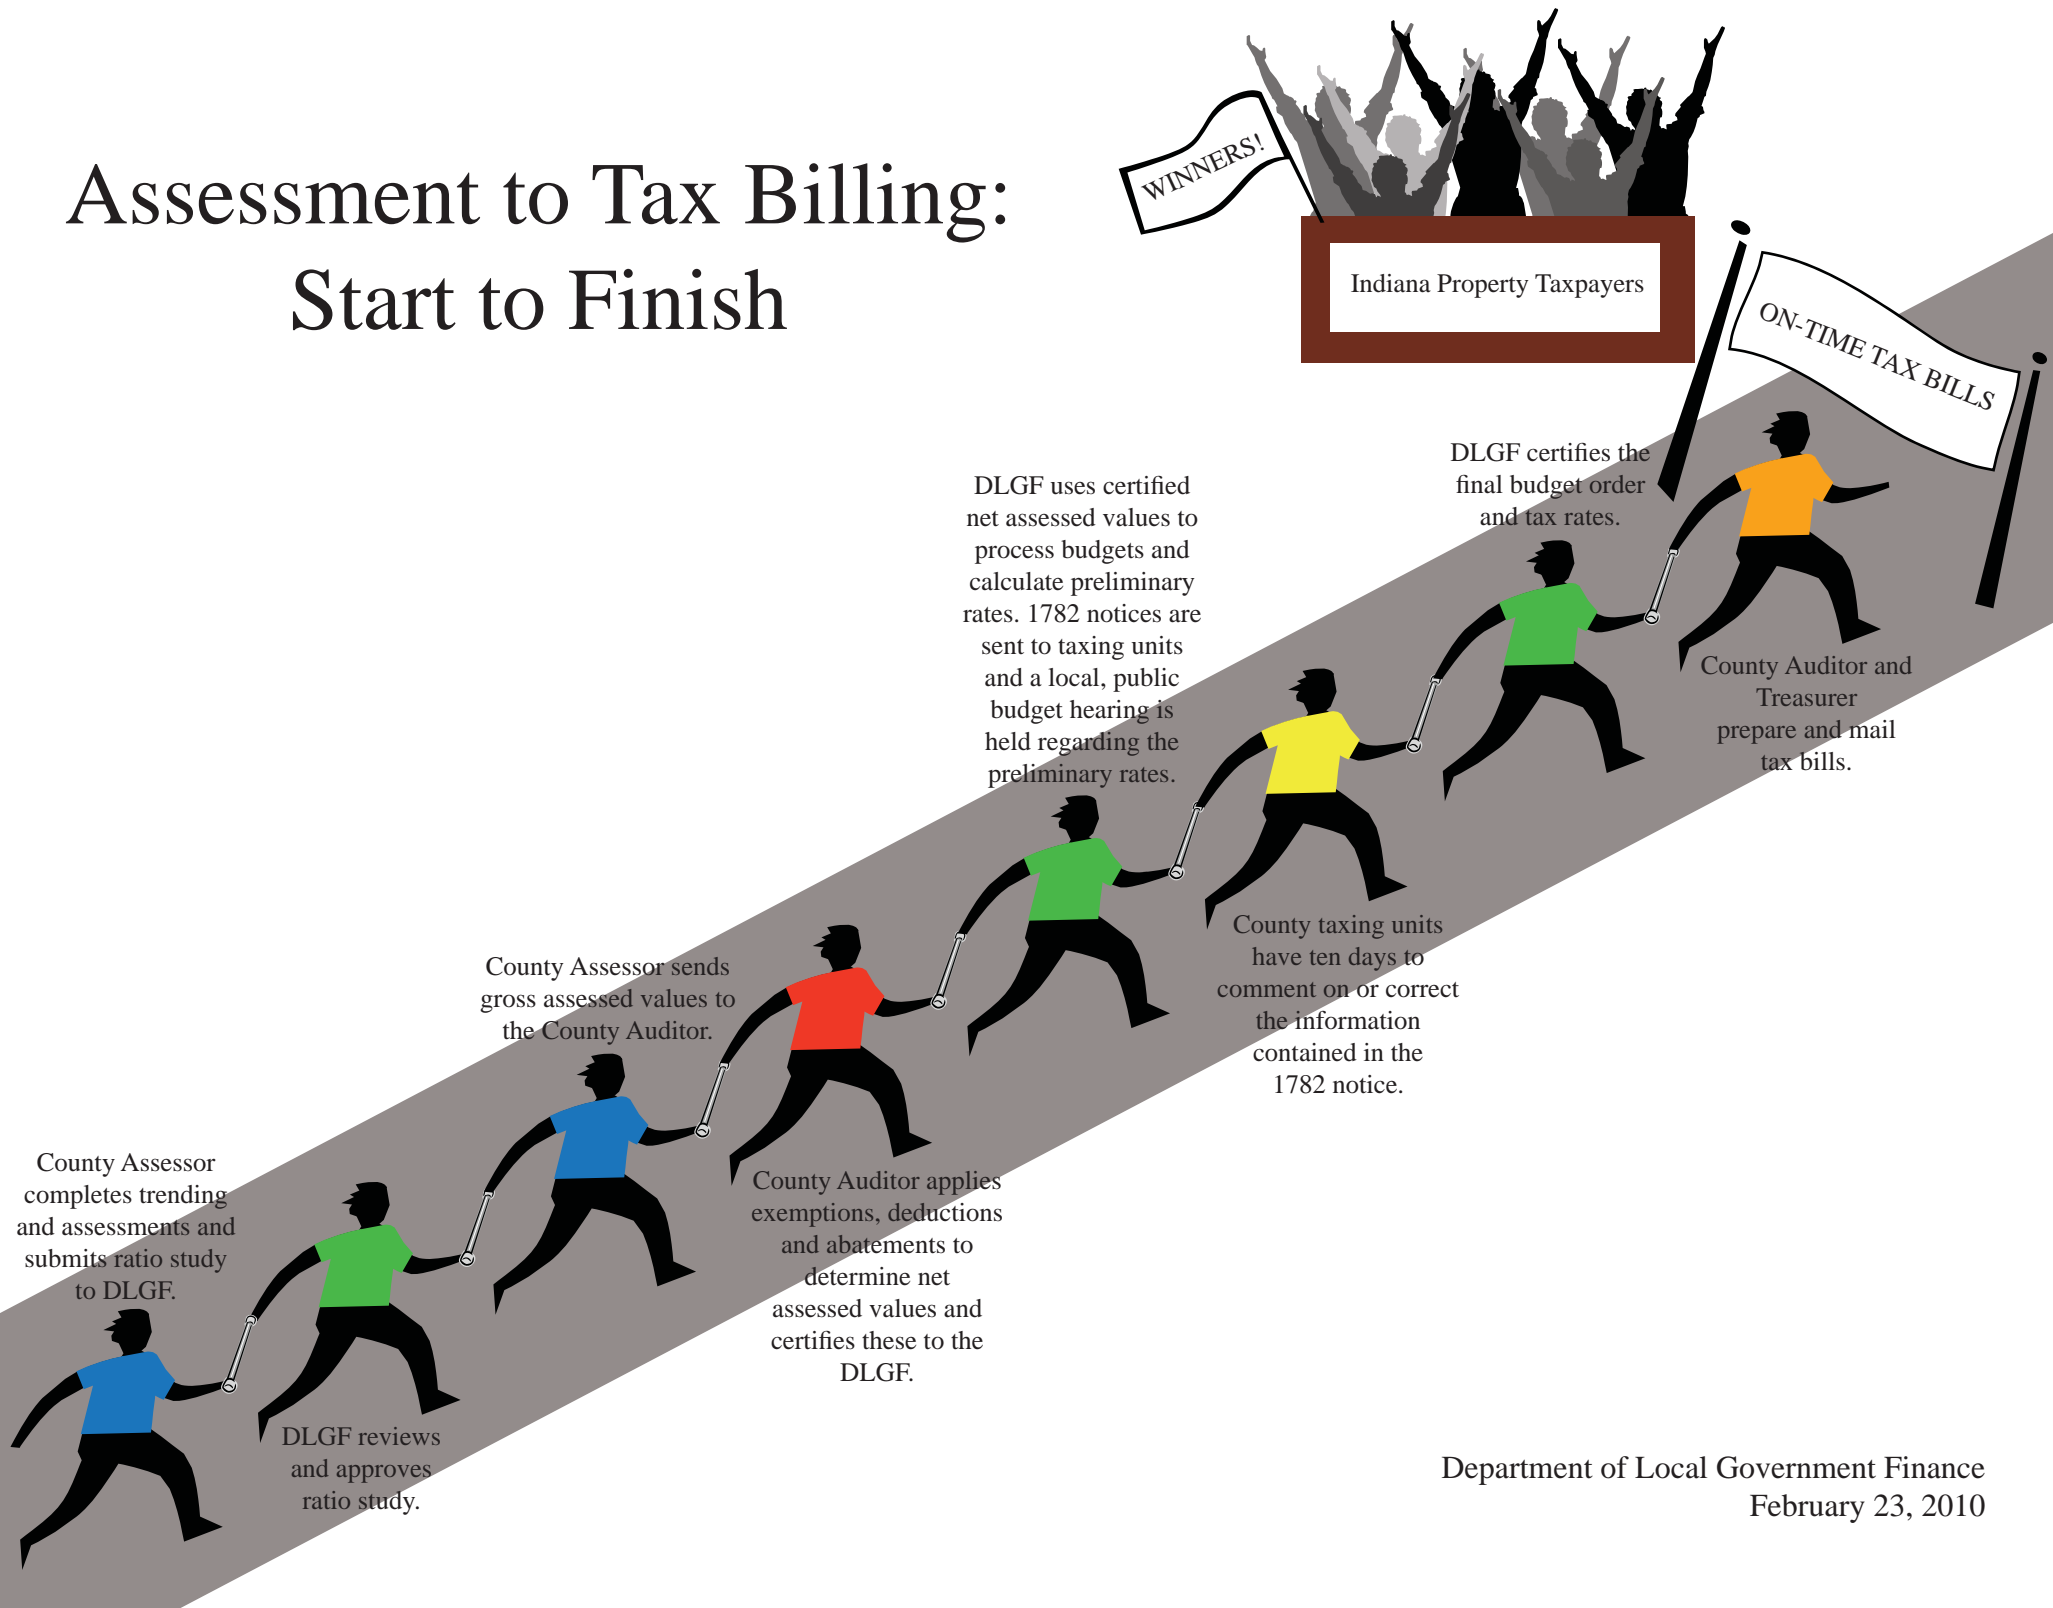 Assessment to Tax Billing:
Start to Finish
WINNERS!
Indiana Property Taxpayers
ON-TIME TAX BILLS
County Assessor
completes trending
and assessments and
submits ratio study
to DLGF.
DLGF reviews
and approves
ratio study.
County Assessor sends
gross assessed values to
the County Auditor.
County Auditor applies
exemptions, deductions
and abatements to
determine net
assessed values and
certifies these to the
DLGF.
DLGF uses certified
net assessed values to
process budgets and
calculate preliminary
rates. 1782 notices are
sent to taxing units
and a local, public
budget hearing is
held regarding the
preliminary rates.
County taxing units
have ten days to
comment on or correct
the information
contained in the
1782 notice.
DLGF certifies the
final budget order
and tax rates.
County Auditor and
Treasurer
prepare and mail
tax bills.
Department of Local Government Finance
February 23, 2010